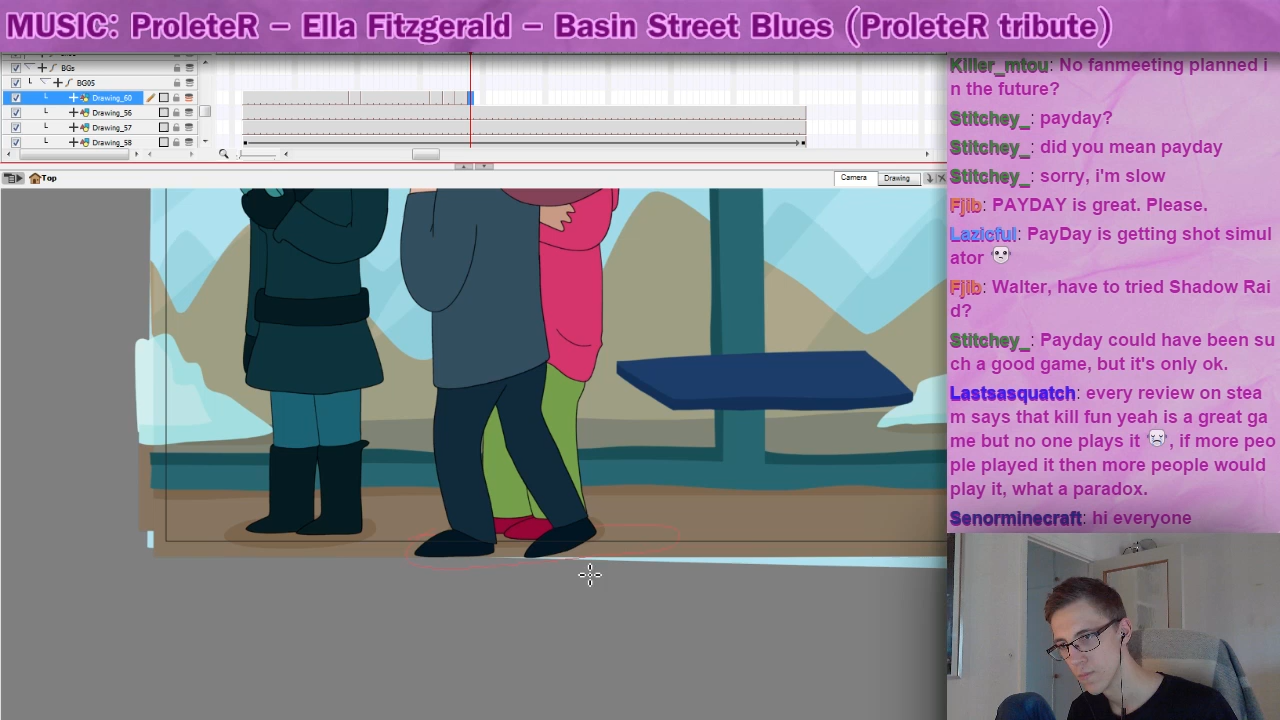 MUSIC: ProleteR – Ella Fitzgerald – Basin Street Blues (ProleteR tribute)
BGs
BG05
Drawing_60
Drawing_56
Drawing_57
Drawing_58
Top
Camera
Drawing
Killer_mtou: No fanmeeting planned i
n the future?
Stitchey_: payday?
Stitchey_: did you mean payday
Stitchey_: sorry, i'm slow
Fjib: PAYDAY is great. Please.
Lazicful: PayDay is getting shot simul
ator
Fjib: Walter, have to tried Shadow Rai
d?
Stitchey_: Payday could have been su
ch a good game, but it's only ok.
Lastsasquatch: every review on stea
m says that kill fun yeah is a great ga
me but no one plays it , if more peo
ple played it then more people would
play it, what a paradox.
Senorminecraft: hi everyone